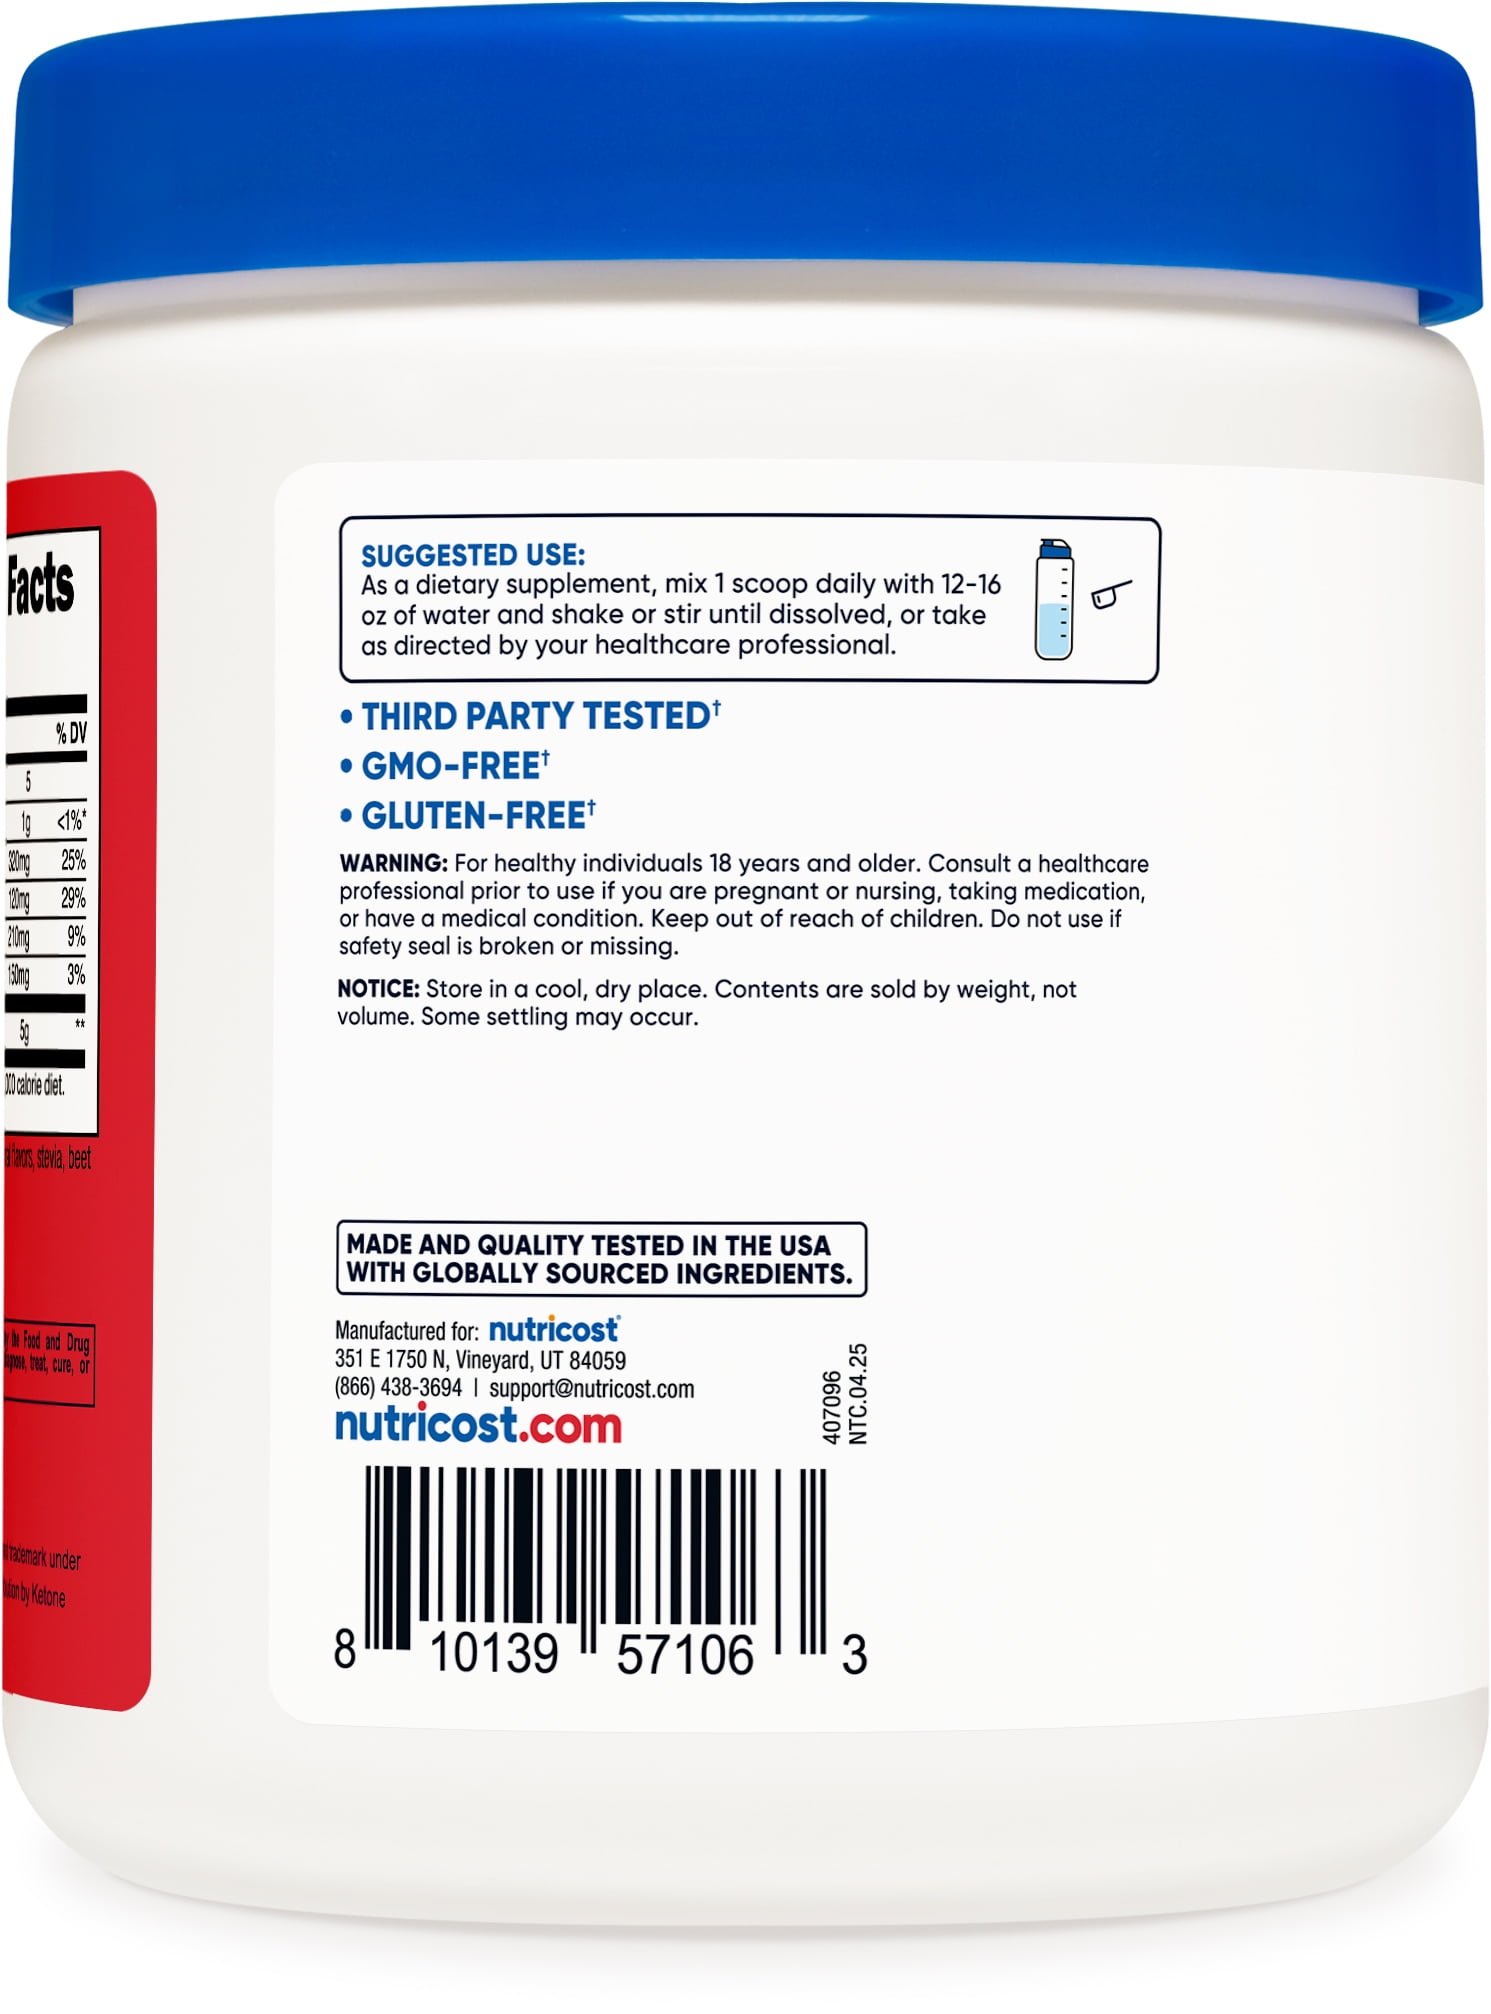 Facts
% DV
5
1g <1%*
320mg 25%
120mg 29%
210mg 9%
150mg 3%
5g **
calorie diet.
flavors, stevia, beet
the Food and Drug
treat, cure, or
trademark under
by Ketone
SUGGESTED USE:
As a dietary supplement, mix 1 scoop daily with 12-16
oz of water and shake or stir until dissolved, or take
as directed by your healthcare professional.
• THIRD PARTY TESTED†
• GMO-FREE†
• GLUTEN-FREE†
WARNING: For healthy individuals 18 years and older. Consult a healthcare
professional prior to use if you are pregnant or nursing, taking medication,
or have a medical condition. Keep out of reach of children. Do not use if
safety seal is broken or missing.
NOTICE: Store in a cool, dry place. Contents are sold by weight, not
volume. Some settling may occur.
MADE AND QUALITY TESTED IN THE USA
WITH GLOBALLY SOURCED INGREDIENTS.
Manufactured for: nutricost®
351 E 1750 N, Vineyard, UT 84059
(866) 438-3694 | support@nutricost.com
nutricost.com
407096
NTC.04.25
8 10139 57106 3